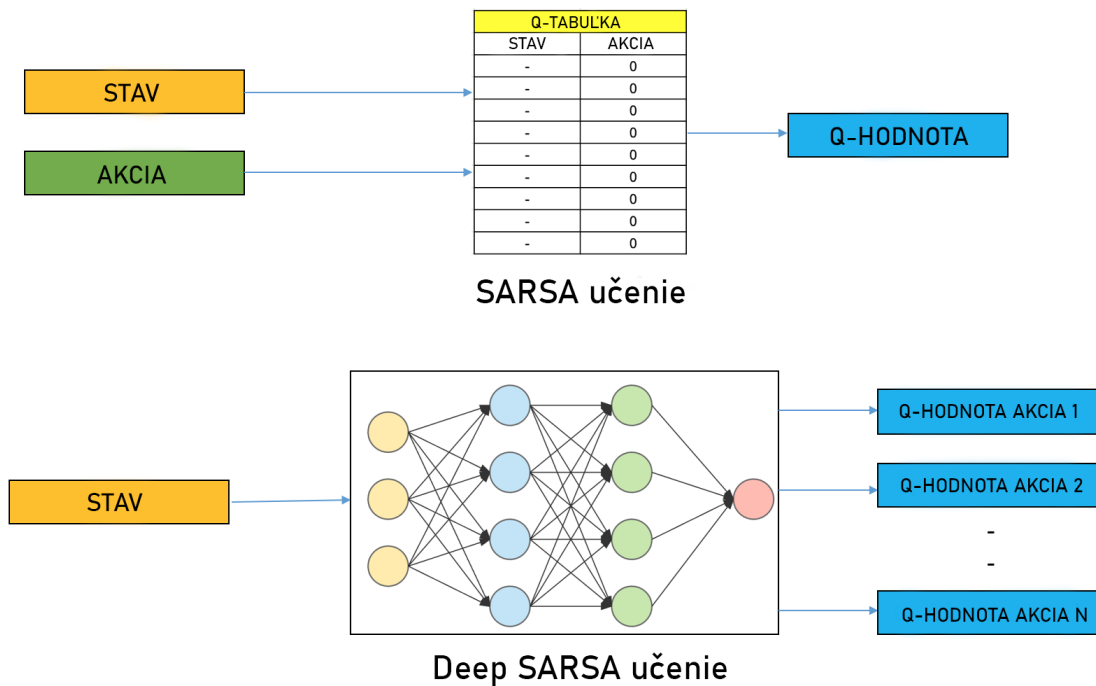 Q-TABUĽKA
STAV AKCIA
- 0
- 0
- 0
- 0
- 0
- 0
- 0
- 0
- 0
STAV
AKCIA
Q-HODNOTA
SARSA učenie
STAV
Q-HODNOTA AKCIA 1
Q-HODNOTA AKCIA 2
-
-
Q-HODNOTA AKCIA N
Deep SARSA učenie